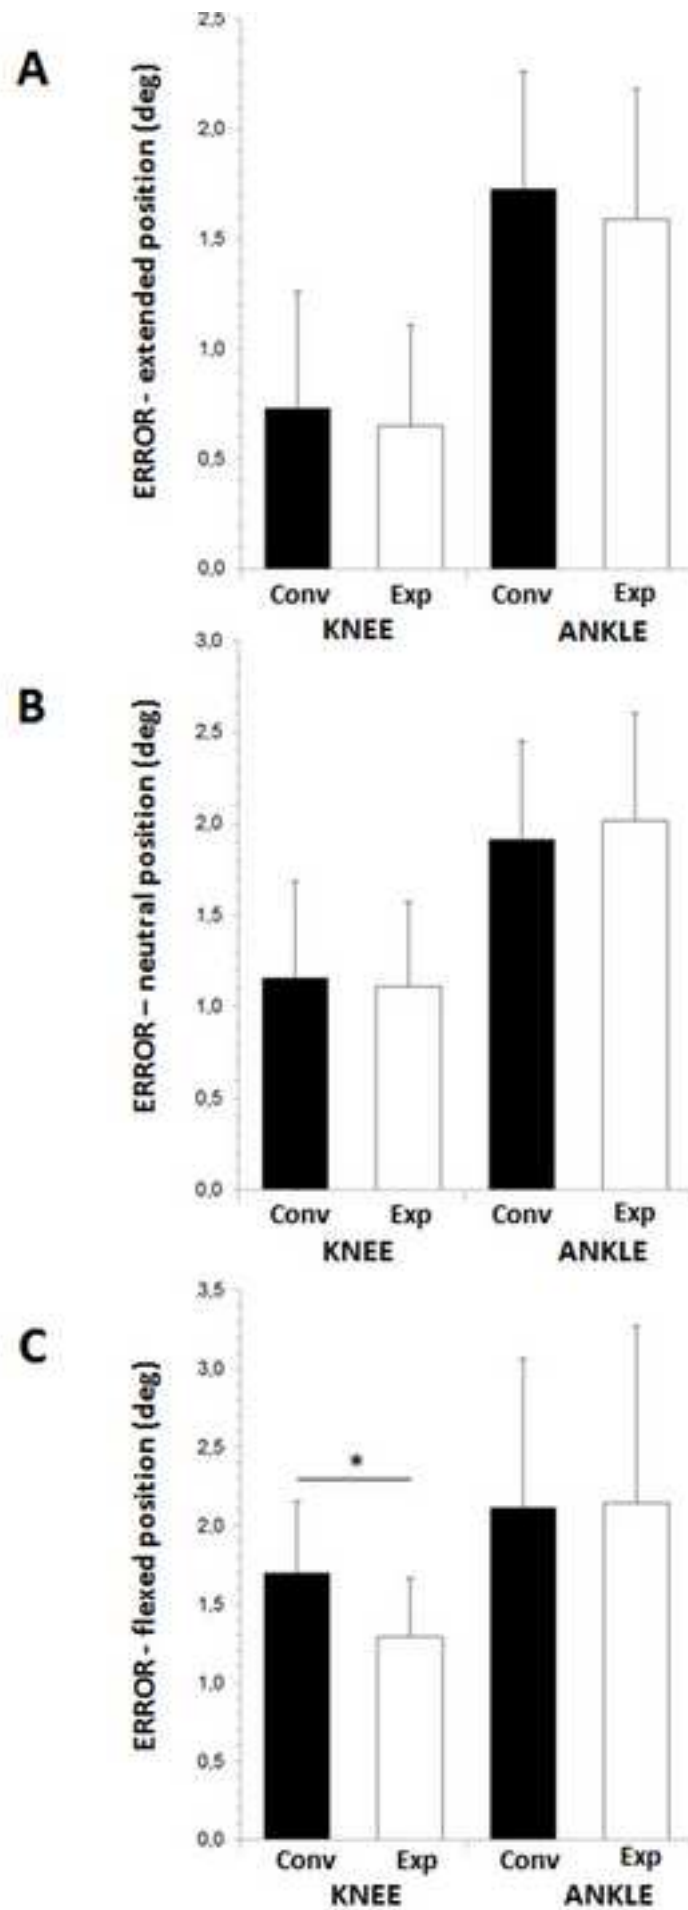 A
ERROR - extended position (deg)
2,5
2,0
1,5
1,0
0,5
0,0
Conv Exp Conv Exp
KNEE ANKLE
B
ERROR – neutral position (deg)
3,0
2,5
2,0
1,5
1,0
0,5
0,0
Conv Exp Conv Exp
KNEE ANKLE
C
ERROR - flexed position (deg)
3,5
3,0
2,5
2,0
1,5
1,0
0,5
0,0
*
Conv Exp Conv Exp
KNEE ANKLE